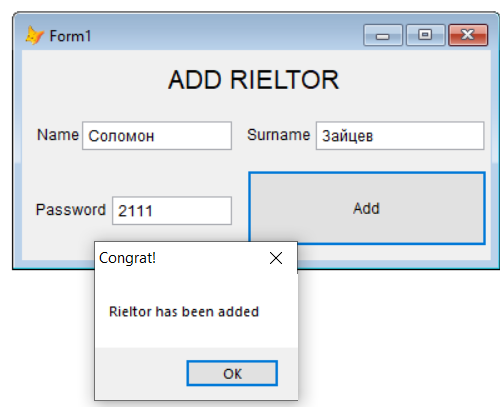 Form1
ADD RIELTOR
Name Соломон Surname Зайцев
Password 2111 Add
Congrat!
Rieltor has been added
OK